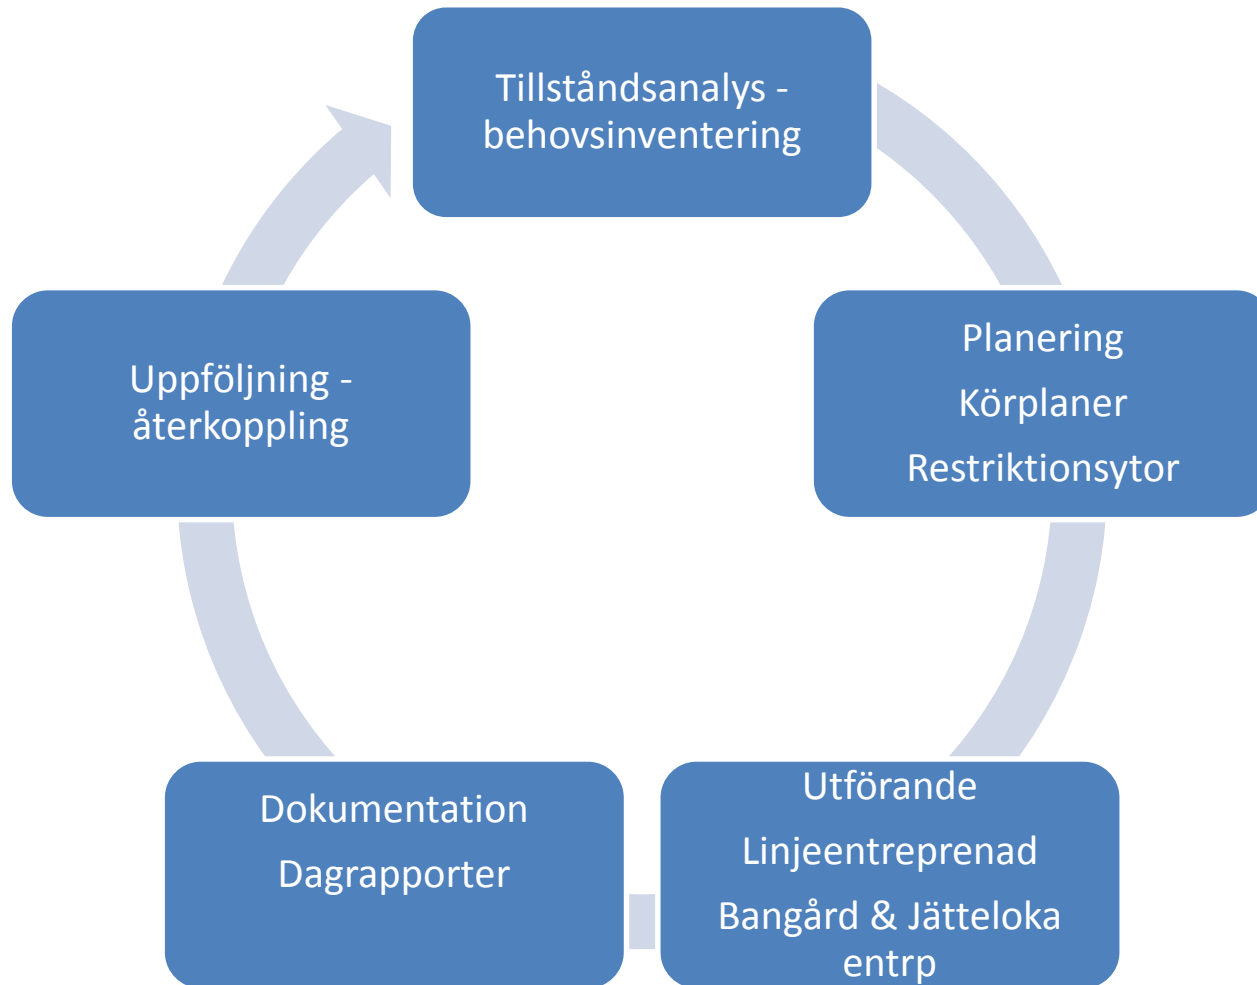 Tillståndsanalys -
behovsinventering
Planering
Körplaner
Restriktionsytor
Utförande
Linjeentreprenad
Bangård & Jätteloka
entrp
Dokumentation
Dagrapporter
Uppföljning -
återkoppling